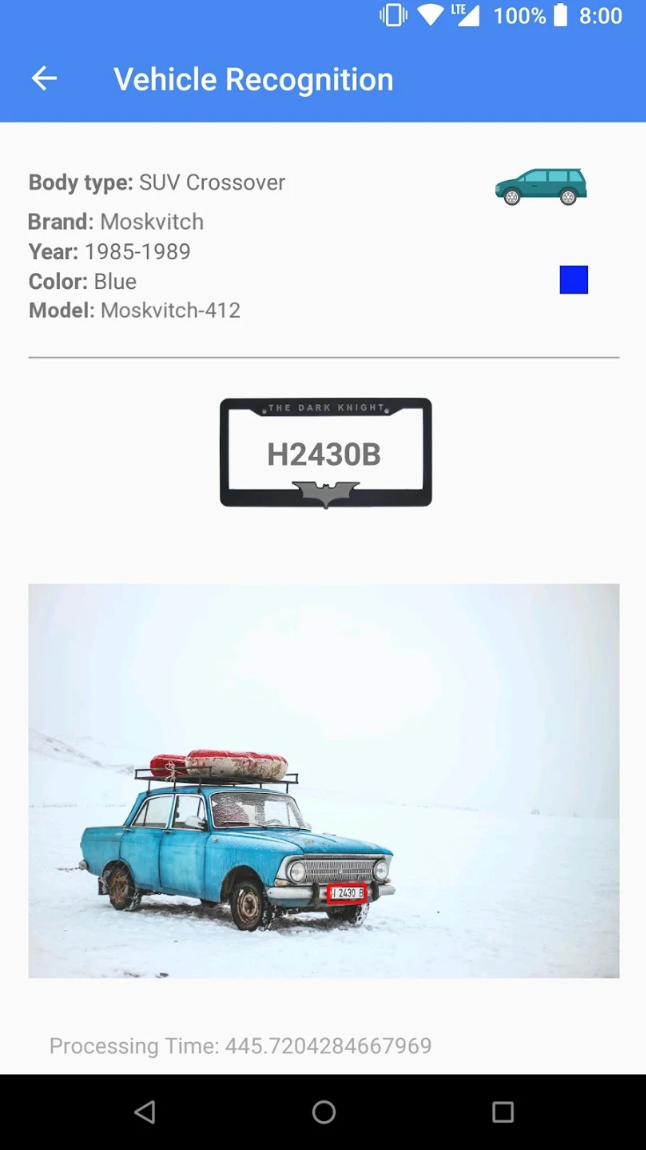 LTE 100% 8:00
Vehicle Recognition
Body type: SUV Crossover
Brand: Moskvitch
Year: 1985-1989
Color: Blue
Model: Moskvitch-412
THE DARK KNIGHT
H2430B
H 2430 B
Processing Time: 445.7204284667969